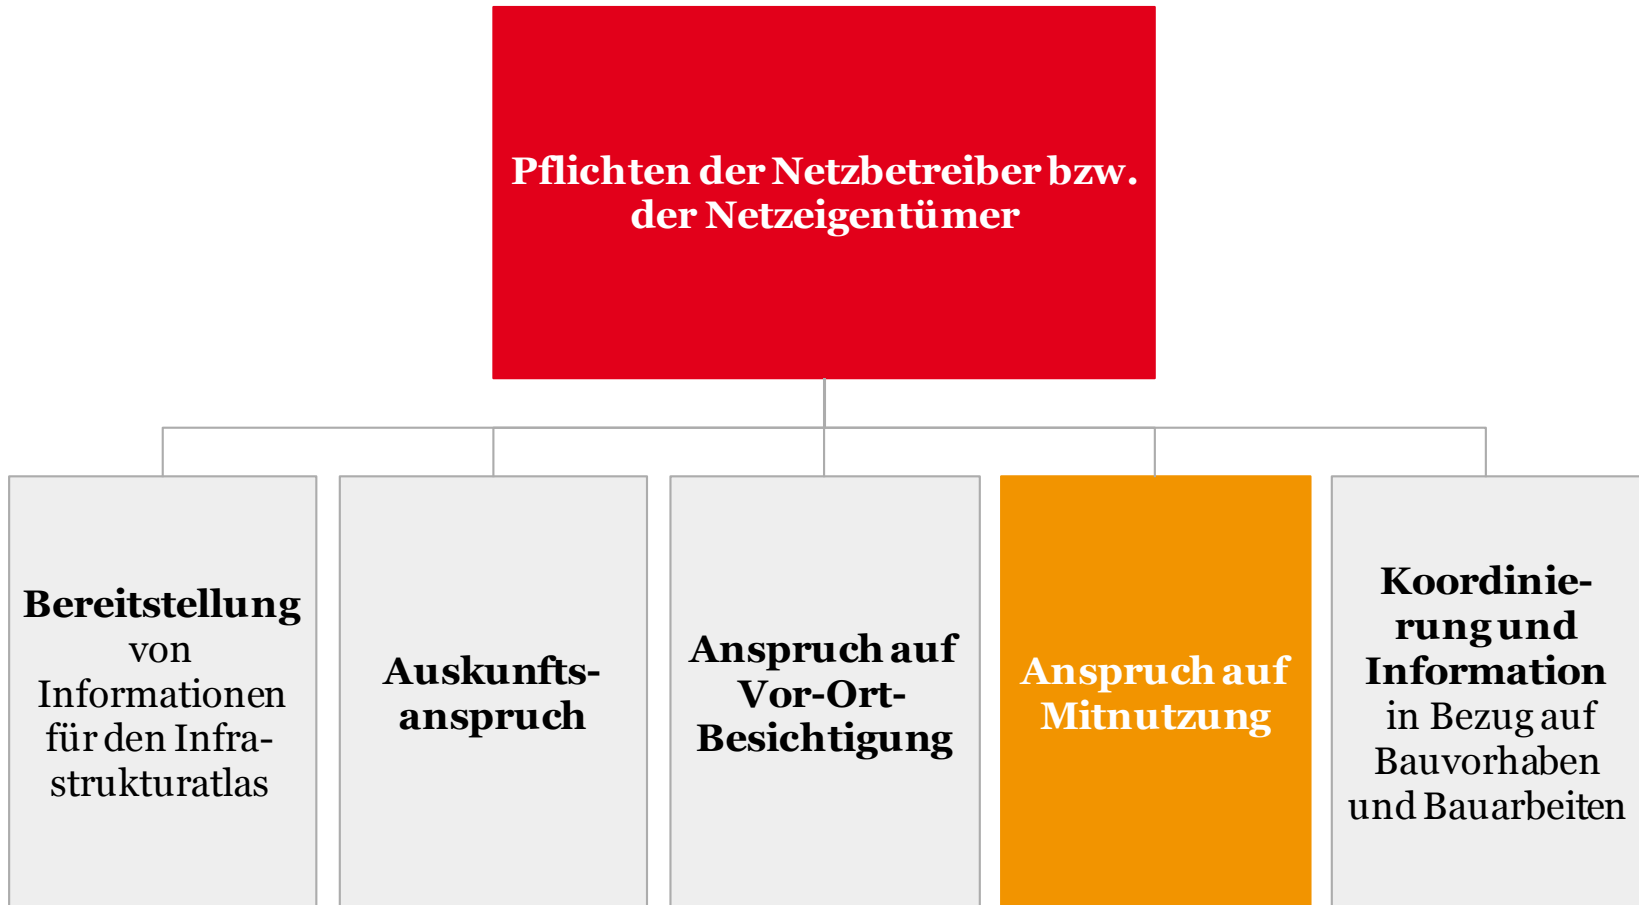 Pflichten der Netzbetreiber bzw.
der Netzeigentümer
Bereitstellung
von
Informationen
für den Infra-
strukturatlas
Auskunfts-
anspruch
Anspruch auf
Vor-Ort-
Besichtigung
Anspruch auf
Mitnutzung
Koordinie-
rung und
Information
in Bezug auf
Bauvorhaben
und Bauarbeiten